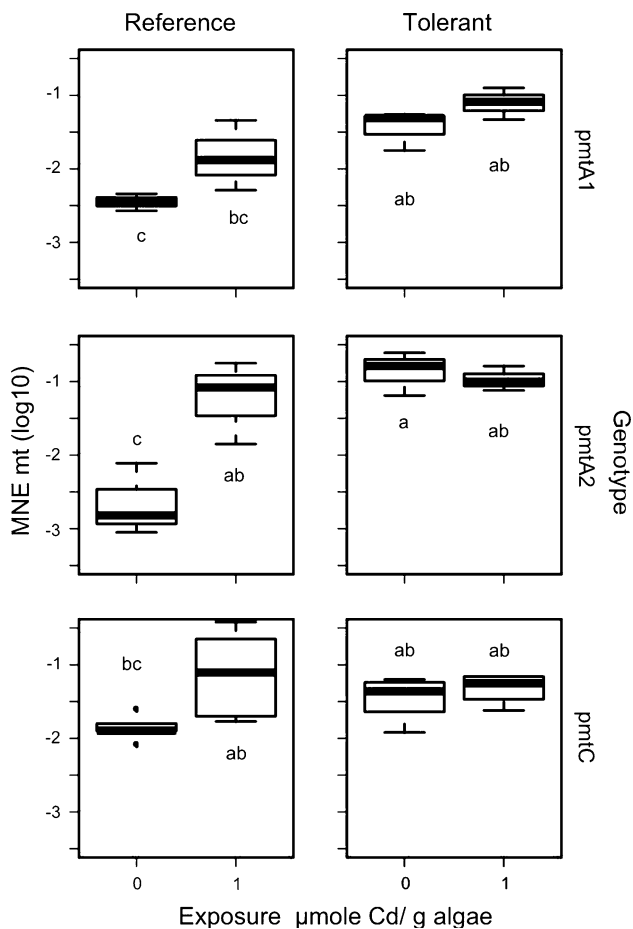 Reference Tolerant
-1
-2
-3
c
bc
ab
ab
pmtA1
-1
-2
-3
c
ab
a
ab
pmtA2
-1
-2
-3
bc
ab
ab
ab
pmtC
MNE mt (log10)
Genotype
0 1 0 1
Exposure µmole Cd/ g algae